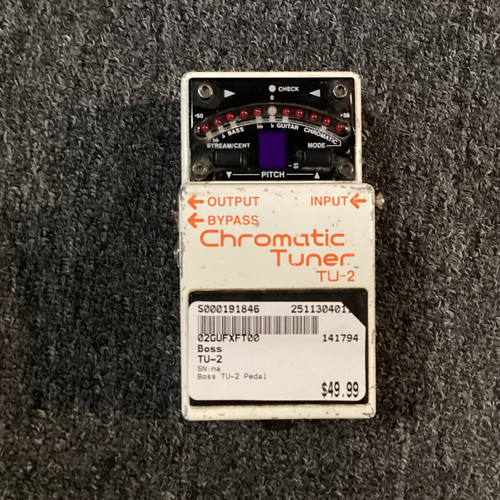 CHECK
-50 0 +50
♭ BASS ♭♭ ♭ GUITAR CHROMATIC
STREAM/CENT MODE
▼ PITCH ▲
← OUTPUT INPUT ←
← BYPASS
Chromatic
Tuner
TU-2
S000191846
02GUFXFT00 141794
Boss
TU-2
SN:na
Boss TU-2 Pedal
$49.99